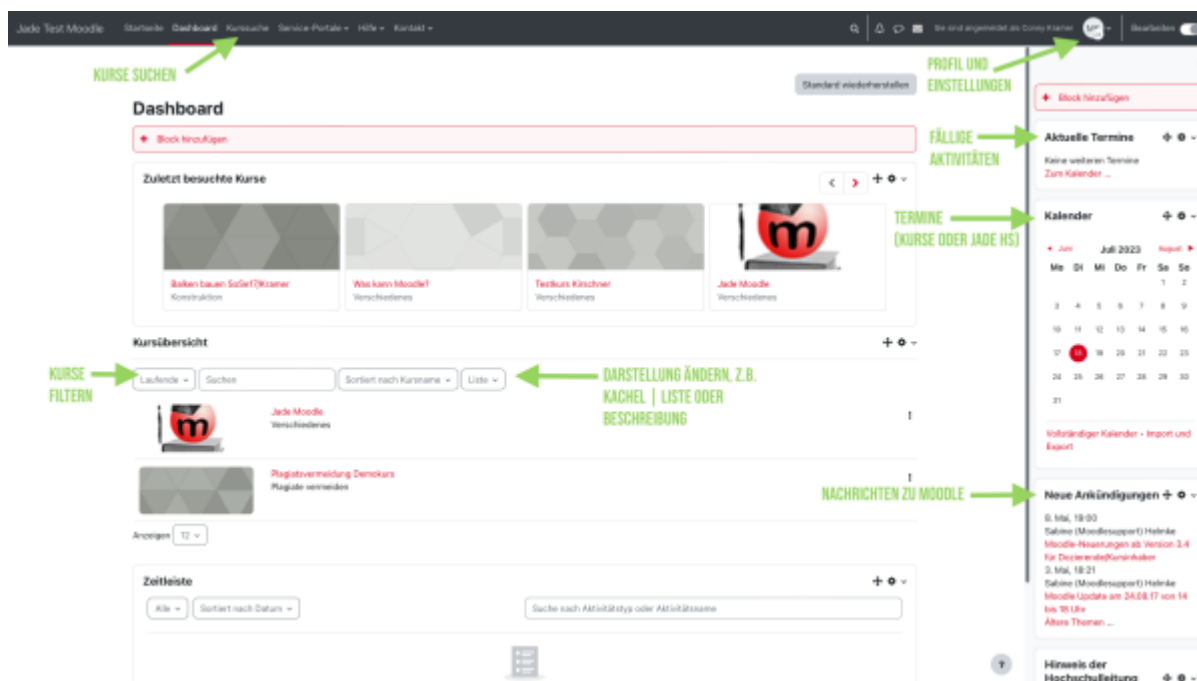 Jade Test Moodle Startseite Dashboard Kurssuche Service-Portale Hilfe Kontakt Sie sind angemeldet als Conny Kramer Bearbeiten
KURSE SUCHEN
PROFIL UND
EINSTELLUNGEN
Standard wiederherstellen
Dashboard
Block hinzufügen
Zuletzt besuchte Kurse
Balken bauen SoSe17/Kramer
Konstruktion
Was kann Moodle?
Verschiedenes
Testkurs Kirschner
Verschiedenes
m
Jade Moodle
Verschiedenes
Kursübersicht
KURSE
FILTERN
Laufende Suchen Sortiert nach Kursname Liste
DARSTELLUNG ÄNDERN, Z.B.
KACHEL | LISTE ODER
BESCHREIBUNG
m
Jade Moodle
Verschiedenes
Plagiatsvermeidung Demokurs
Plagiate vermeiden
Anzeigen 12
Zeitleiste
Alle Sortiert nach Datum Suche nach Aktivitätstyp oder Aktivitätsname
Block hinzufügen
FÄLLIGE
AKTIVITÄTEN
Aktuelle Termine
Keine weiteren Termine
Zum Kalender ...
TERMINE
(KURSE ODER JADE HS)
Kalender
Juni Juli 2023 August
Mo Di Mi Do Fr Sa So
1 2
3 4 5 6 7 8 9
10 11 12 13 14 15 16
17 18 19 20 21 22 23
24 25 26 27 28 29 30
31
Vollständiger Kalender • Import und
Export
NACHRICHTEN ZU MOODLE
Neue Ankündigungen
Sabine (Moodlesupport) Helmke
Moodle-Neuerungen ab Version 3.4
für Dozierende/Kursinhaber
3. Mai, 18:21
Sabine (Moodlesupport) Helmke
Moodle Update am 24.08.17 von 14
bis 18 Uhr
Ältere Themen ...
?
Hinweis der
Hochschulleitung